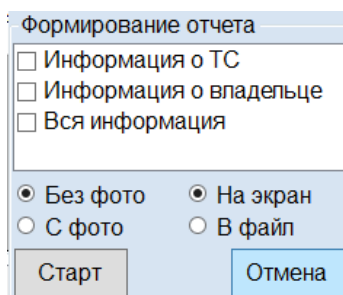 Формирование отчета
Информация о ТС
Информация о владельце
Вся информация
Без фото На экран
С фото В файл
Старт Отмена